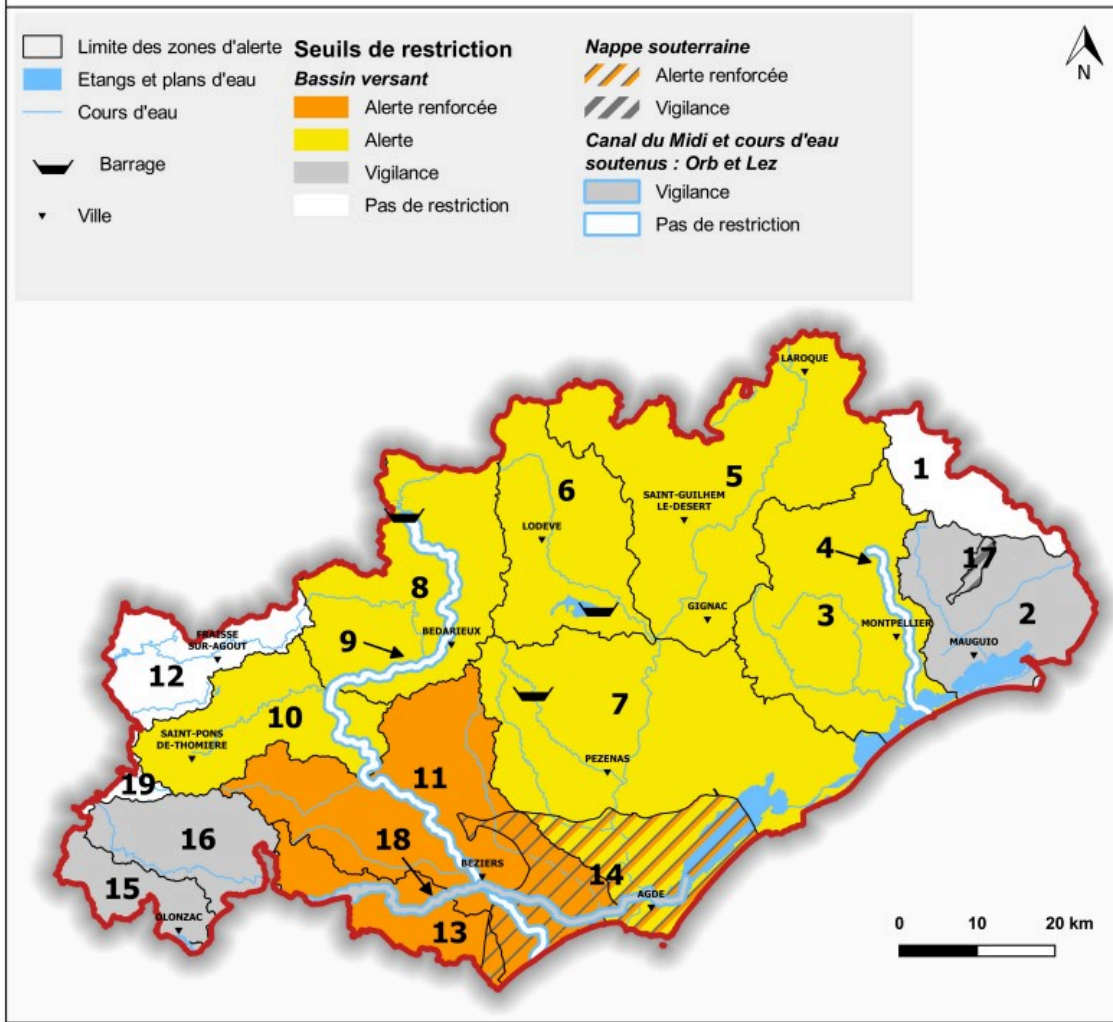 Limite des zones d'alerte
Etangs et plans d'eau
Cours d'eau
Barrage
Ville
Seuils de restriction
Bassin versant
Alerte renforcée
Alerte
Vigilance
Pas de restriction
Nappe souterraine
Alerte renforcée
Vigilance
Canal du Midi et cours d'eau
soutenus : Orb et Lez
Vigilance
Pas de restriction
N
LAROQUE
1
5
6
SAINT-GUILHEM
LE-DESERT
LODEVE
4
17
8
2
GIGNAC
3
MONTPELLIER
MAUGUIO
FRAISSE
SUR-AGOUT
9
BEDARIEUX
12
7
10
SAINT-PONS
DE-THOMIERE
PEZENAS
11
19
16
18
BEZIERS
14
15
AGDE
OLONZAC
13
0 10 20 km